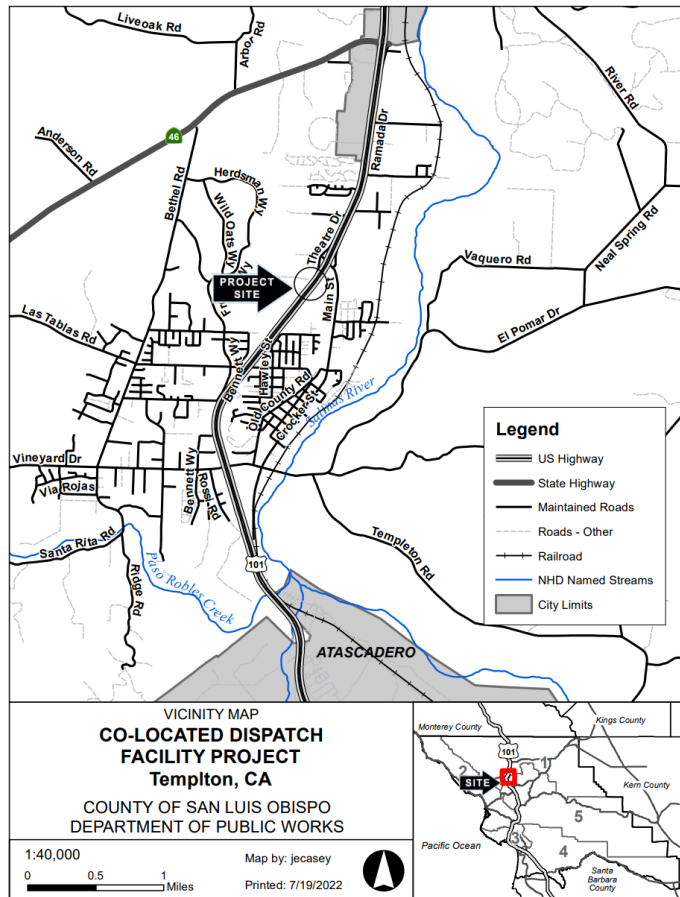 Liveoak Rd
Arbor Rd
River Rd
46
Anderson Rd
Bethel Rd
Ramada Dr
Herdsman Wy
Wild Oats Wy
Theatre Dr
Neal Spring Rd
Vaquero Rd
PROJECT
SITE
Main St
Las Tablas Rd
El Pomar Dr
Bennett Wy
Hawley St
Old County Rd
Crocker St
Salinas River
Vineyard Dr
Via Rojas
Bennett Wy
Rossi Rd
Santa Rita Rd
Paso Robles Creek
Ridge Rd
Templeton Rd
101
ATASCADERO
Legend
US Highway
State Highway
Maintained Roads
Roads - Other
Railroad
NHD Named Streams
City Limits
VICINITY MAP
CO-LOCATED DISPATCH
FACILITY PROJECT
Templton, CA
COUNTY OF SAN LUIS OBISPO
DEPARTMENT OF PUBLIC WORKS
1:40,000
0 0.5 1
Miles
Map by: jecasey
Printed: 7/19/2022
Monterey County
Kings County
101
1
2
SITE
Kern County
5
3
4
Pacific Ocean
Santa
Barbara
County